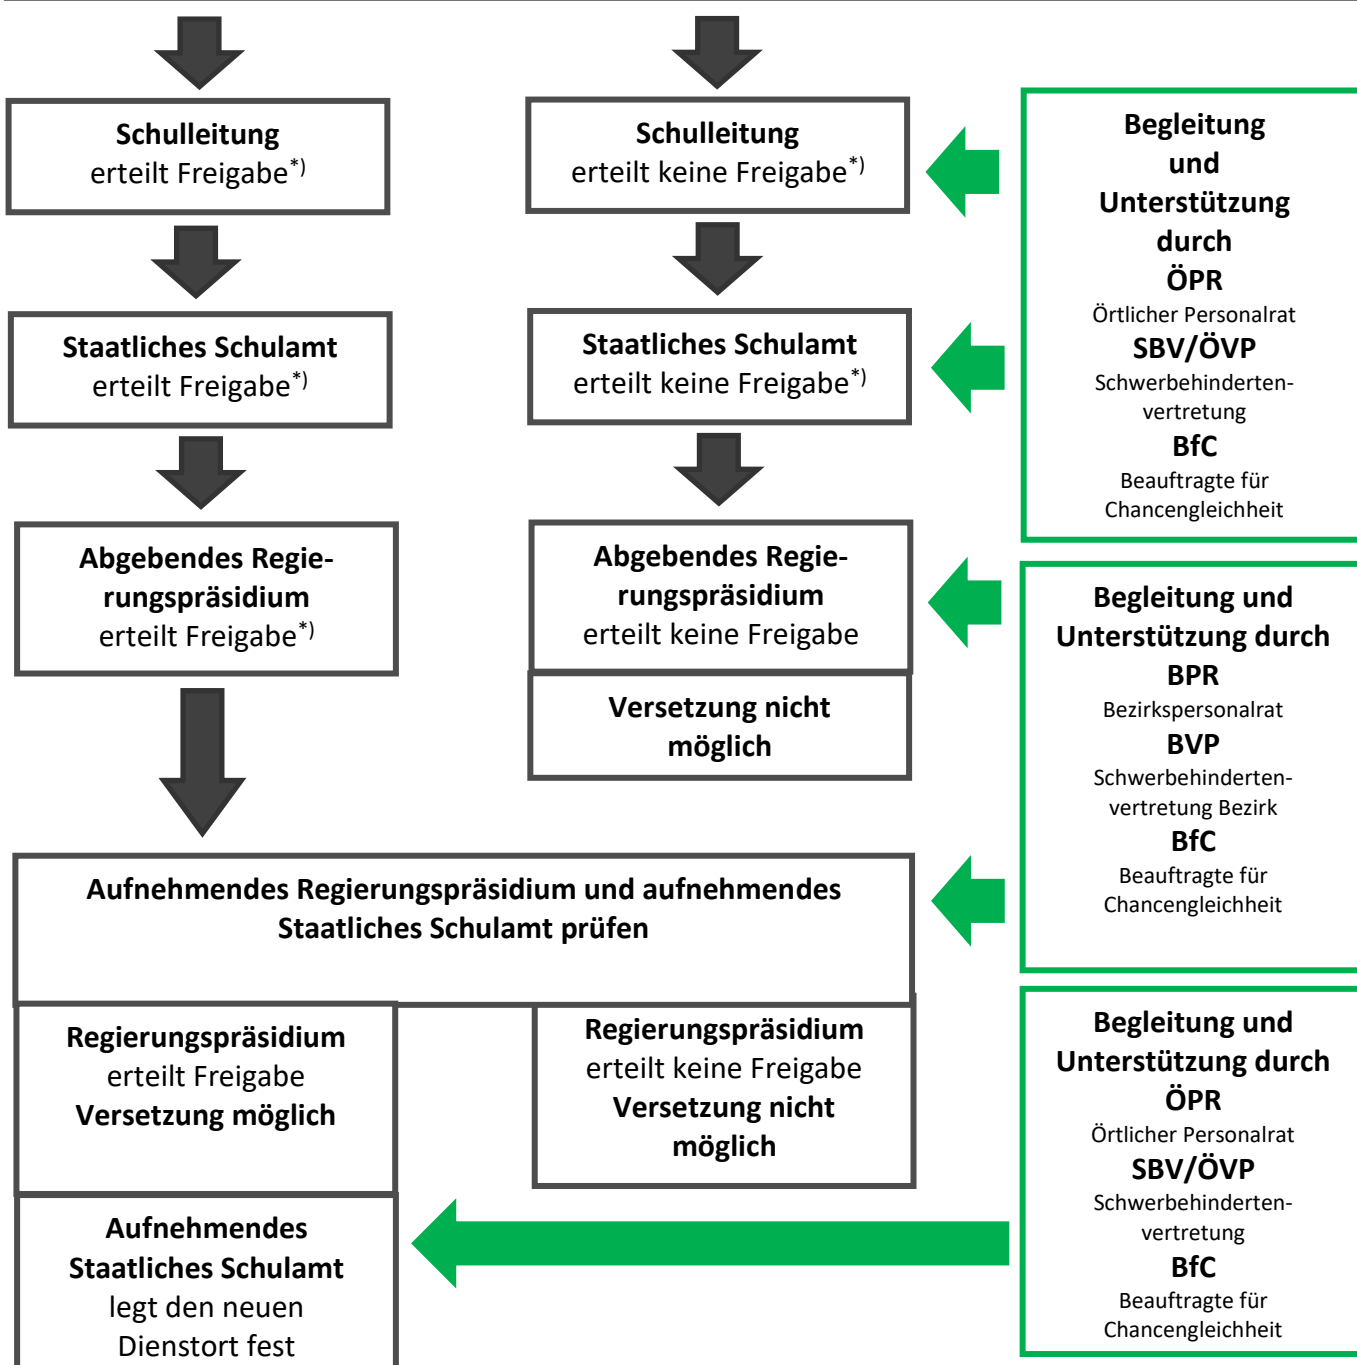 Schulleitung
erteilt Freigabe*)
Schulleitung
erteilt keine Freigabe*)
Begleitung
und
Unterstützung
durch
ÖPR
Örtlicher Personalrat
SBV/ÖVP
Schwerbehinderten-
vertretung
BfC
Beauftragte für
Chancengleichheit
Staatliches Schulamt
erteilt Freigabe*)
Staatliches Schulamt
erteilt keine Freigabe*)
Abgebendes Regie-
rungspräsidium
erteilt Freigabe*)
Abgebendes Regie-
rungspräsidium
erteilt keine Freigabe
Versetzung nicht
möglich
Begleitung und
Unterstützung durch
BPR
Bezirkspersonalrat
BVP
Schwerbehinderten-
vertretung Bezirk
BfC
Beauftragte für
Chancengleichheit
Aufnehmendes Regierungspräsidium und aufnehmendes
Staatliches Schulamt prüfen
Regierungspräsidium
erteilt Freigabe
Versetzung möglich
Regierungspräsidium
erteilt keine Freigabe
Versetzung nicht
möglich
Begleitung und
Unterstützung durch
ÖPR
Örtlicher Personalrat
SBV/ÖVP
Schwerbehinderten-
vertretung
BfC
Beauftragte für
Chancengleichheit
Aufnehmendes
Staatliches Schulamt
legt den neuen
Dienstort fest